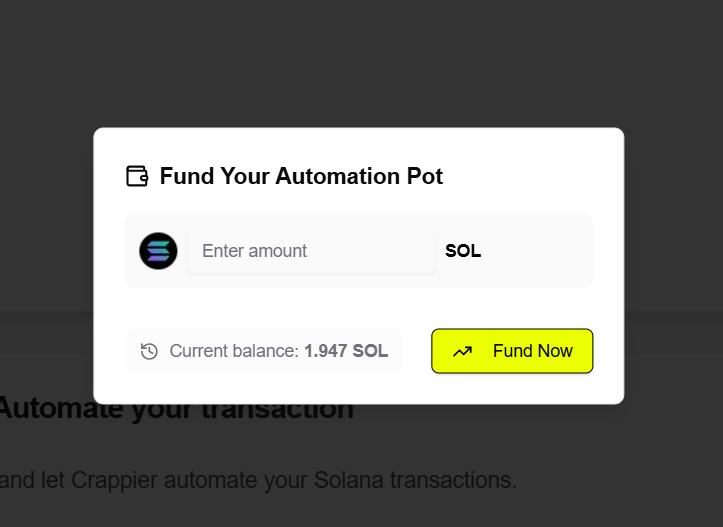 Fund Your Automation Pot
Enter amount
SOL
Current balance: 1.947 SOL
Fund Now
Automate your transaction
and let Crappier automate your Solana transactions.